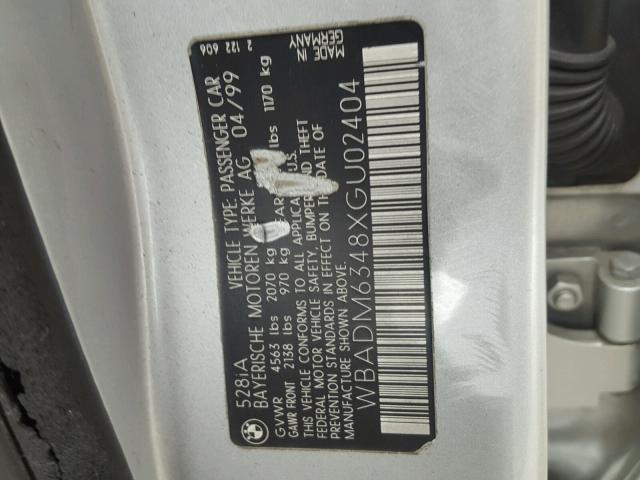 528iA VEHICLE TYPE: PASSENGER CAR
BAYERISCHE MOTOREN WERKE AG 04/99
GVWR 4563 lbs 2070 kg
GAWR FRONT 2138 lbs 970 kg lbs 1170 kg
THIS VEHICLE CONFORMS TO ALL U.S.
FEDERAL MOTOR VEHICLE SAFETY, BUMPER, AND THEFT
PREVENTION STANDARDS IN EFFECT ON THE DATE OF
MANUFACTURE SHOWN
WBADM6348XGU02404
2 122 606
MADE IN
GERMANY